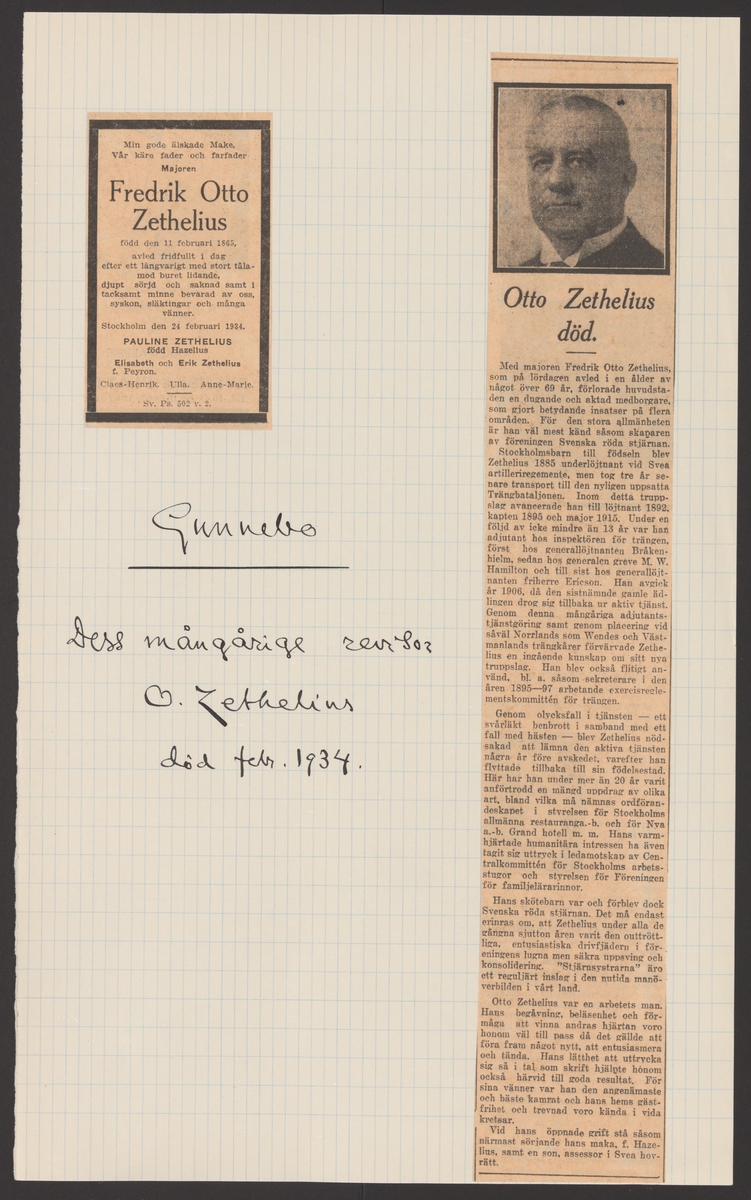 Min gode älskade Make,
Vår käre fader och farfader
Majoren
Fredrik Otto
Zethelius
född den 11 februari 1865,
avled fridfullt i dag
efter ett långvarigt med stort tåla-
mod buret lidande,
djupt sörjd och saknad samt i
tacksamt minne bevarad av oss,
syskon, släktingar och många
vänner.
Stockholm den 24 februari 1934.
PAULINE ZETHELIUS
född Hazelius
Elisabeth och Erik Zethelius
f. Peyron.
Claes-Henrik. Ulla. Anne-Marie.
Sv. Ps. 502 v. 2.
Gunnebo
Dess mångårige revisor
O. Zethelius
död febr. 1934.
Otto Zethelius
död.
Med majoren Fredrik Otto Zethelius,
som på lördagen avled i en ålder av
något över 69 år, förlorade huvudsta-
den en dugande och aktad medborgare,
som gjort betydande insatser på flera
områden. För den stora allmänheten
är han väl mest känd såsom skaparen
av föreningen Svenska röda stjärnan.
Stockholmsbarn till födseln blev
Zethelius 1885 underlöjtnant vid Svea
artilleriregemente, men tog tre år se-
nare transport till den nyligen uppsatta
Trängbataljonen. Inom detta trupp-
slag avancerade han till löjtnant 1892,
kapten 1895 och major 1915. Under en
följd av icke mindre än 13 år var han
adjutant hos inspektören för trängen,
först hos generallöjtnanten Bråken-
hielm, sedan hos generalen greve M. W.
Hamilton och till sist hos generallöjt-
nanten friherre Ericson. Han avgick
år 1906, då den sistnämnde gamle äd-
lingen drog sig tillbaka ur aktiv tjänst.
Genom denna mångåriga adjutants-
tjänstgöring samt genom placering vid
såväl Norrlands som Wendes och Väst-
manlands trängkårer förvärvade Zethe-
lius en ingående kunskap om sitt nya
truppslag. Han blev också flitigt an-
vänd, bl. a. såsom sekreterare i den
åren 1895—97 arbetande exercisregle-
mentskommittén för trängen.
Genom olycksfall i tjänsten — ett
svårläkt benbrott i samband med ett
fall med hästen — blev Zethelius nöd-
sakad att lämna den aktiva tjänsten
några år före avskedet, varefter han
flyttade tillbaka till sin födelsestad.
Här har han under mer än 20 år varit
anförtrodd en mängd uppdrag av olika
art, bland vilka må nämnas ordföran-
deskapet i styrelsen för Stockholms
allmänna restauranga.-b. och för Nya
a.-b. Grand hotell m. m. Hans varm-
hjärtade humanitära intressen ha även
tagit sig uttryck i ledamotskap av Cen-
tralkommittén för Stockholms arbets-
stugor och styrelsen för Föreningen
för familjelärarinnor.
Hans skötebarn var och förblev dock
Svenska röda stjärnan. Det må endast
erinras om, att Zethelius under alla de
gångna sjutton åren varit den outtrött-
liga, entusiastiska drivfjädern i för-
eningens lugna men säkra uppsving och
konsolidering. "Stjärnsystrarna" äro
ett reguljärt inslag i den nutida manö-
verbilden i vårt land.
Otto Zethelius var en arbetets man.
Hans begåvning, beläsenhet och för-
måga att vinna andras hjärtan voro
honom väl till pass då det gällde att
föra fram något nytt, att entusiasmera
och tända. Hans lätthet att uttrycka
sig så i tal som skrift hjälpte honom
också härvid till goda resultat. För
sina vänner var han den angenämaste
och bäste kamrat och hans hems gäst-
frihet och trevnad voro kända i vida
kretsar.
Vid hans öppnade grift stå såsom
närmast sörjande hans maka, f. Haze-
lius, samt en son, assessor i Svea hov-
rätt.